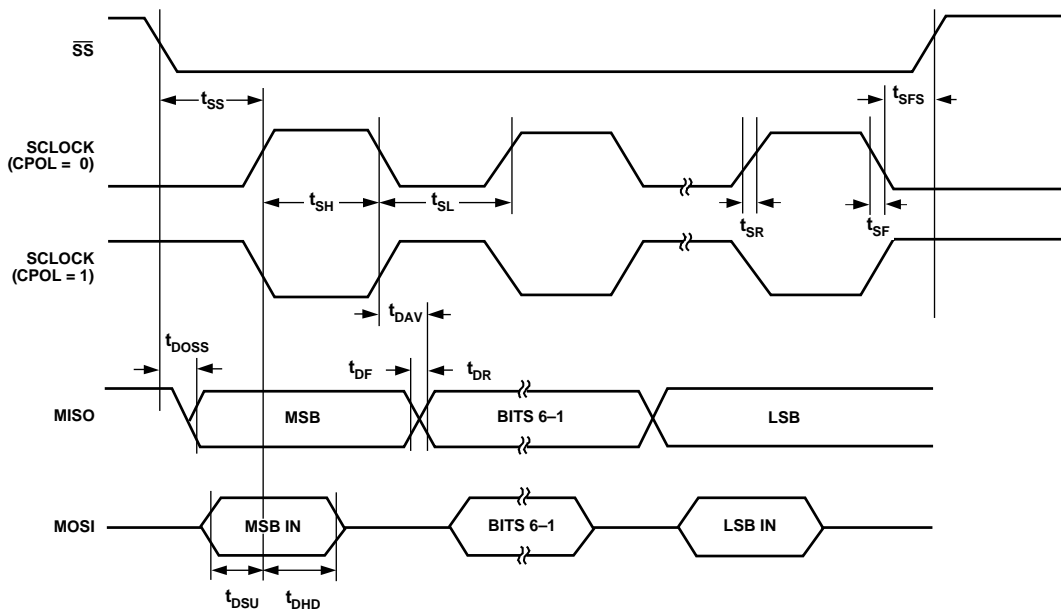 SS
tSS
tSFS
SCLOCK
(CPOL = 0)
tSH
tSL
tSR
tSF
SCLOCK
(CPOL = 1)
tDAV
tDOSS
tDF
tDR
MISO
MSB
BITS 6–1
LSB
MOSI
MSB IN
BITS 6–1
LSB IN
tDSU
tDHD